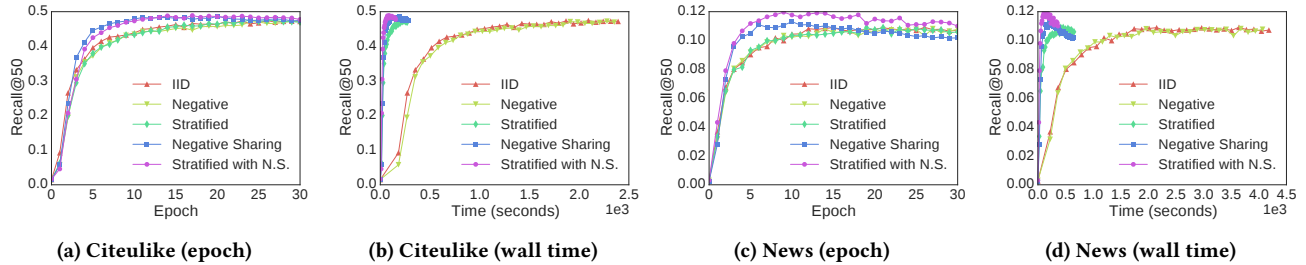 0.5
0.4
0.3
0.2
0.1
0.0
Recall@50
IID
Negative
Stratified
Negative Sharing
Stratified with N.S.
0 5 10 15 20 25 30
Epoch
(a) Citeulike (epoch)
0.5
0.4
0.3
0.2
0.1
0.0
Recall@50
IID
Negative
Stratified
Negative Sharing
Stratified with N.S.
0.0 0.5 1.0 1.5 2.0 2.5
Time (seconds)
1e3
(b) Citeulike (wall time)
0.12
0.10
0.08
0.06
0.04
0.02
0.00
Recall@50
IID
Negative
Stratified
Negative Sharing
Stratified with N.S.
0 5 10 15 20 25 30
Epoch
(c) News (epoch)
0.12
0.10
0.08
0.06
0.04
0.02
0.00
Recall@50
IID
Negative
Stratified
Negative Sharing
Stratified with N.S.
0.0 0.5 1.0 1.5 2.0 2.5 3.0 3.5 4.0 4.5
Time (seconds)
1e3
(d) News (wall time)